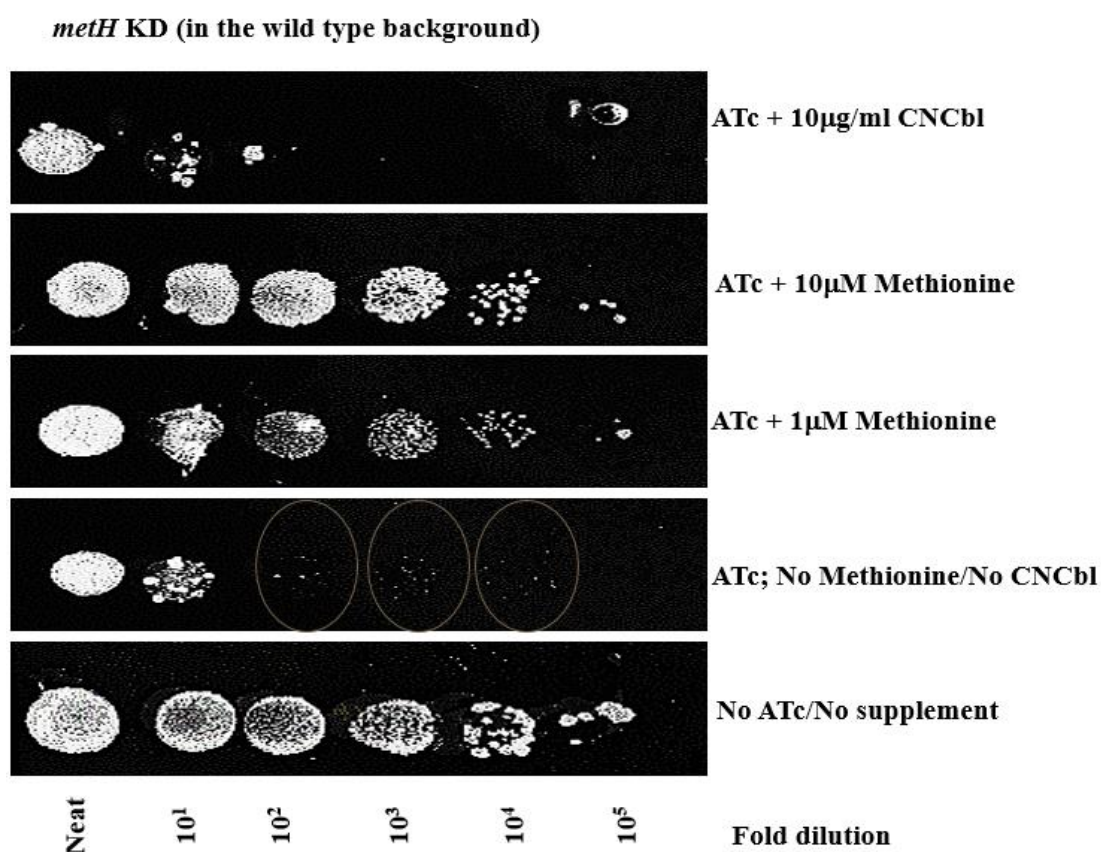 metH KD (in the wild type background)
ATc + 10µg/ml CNCbl
ATc + 10µM Methionine
ATc + 1µM Methionine
ATc; No Methionine/No CNCbl
No ATc/No supplement
Neat 10¹ 10² 10³ 10⁴ 10⁵ Fold dilution